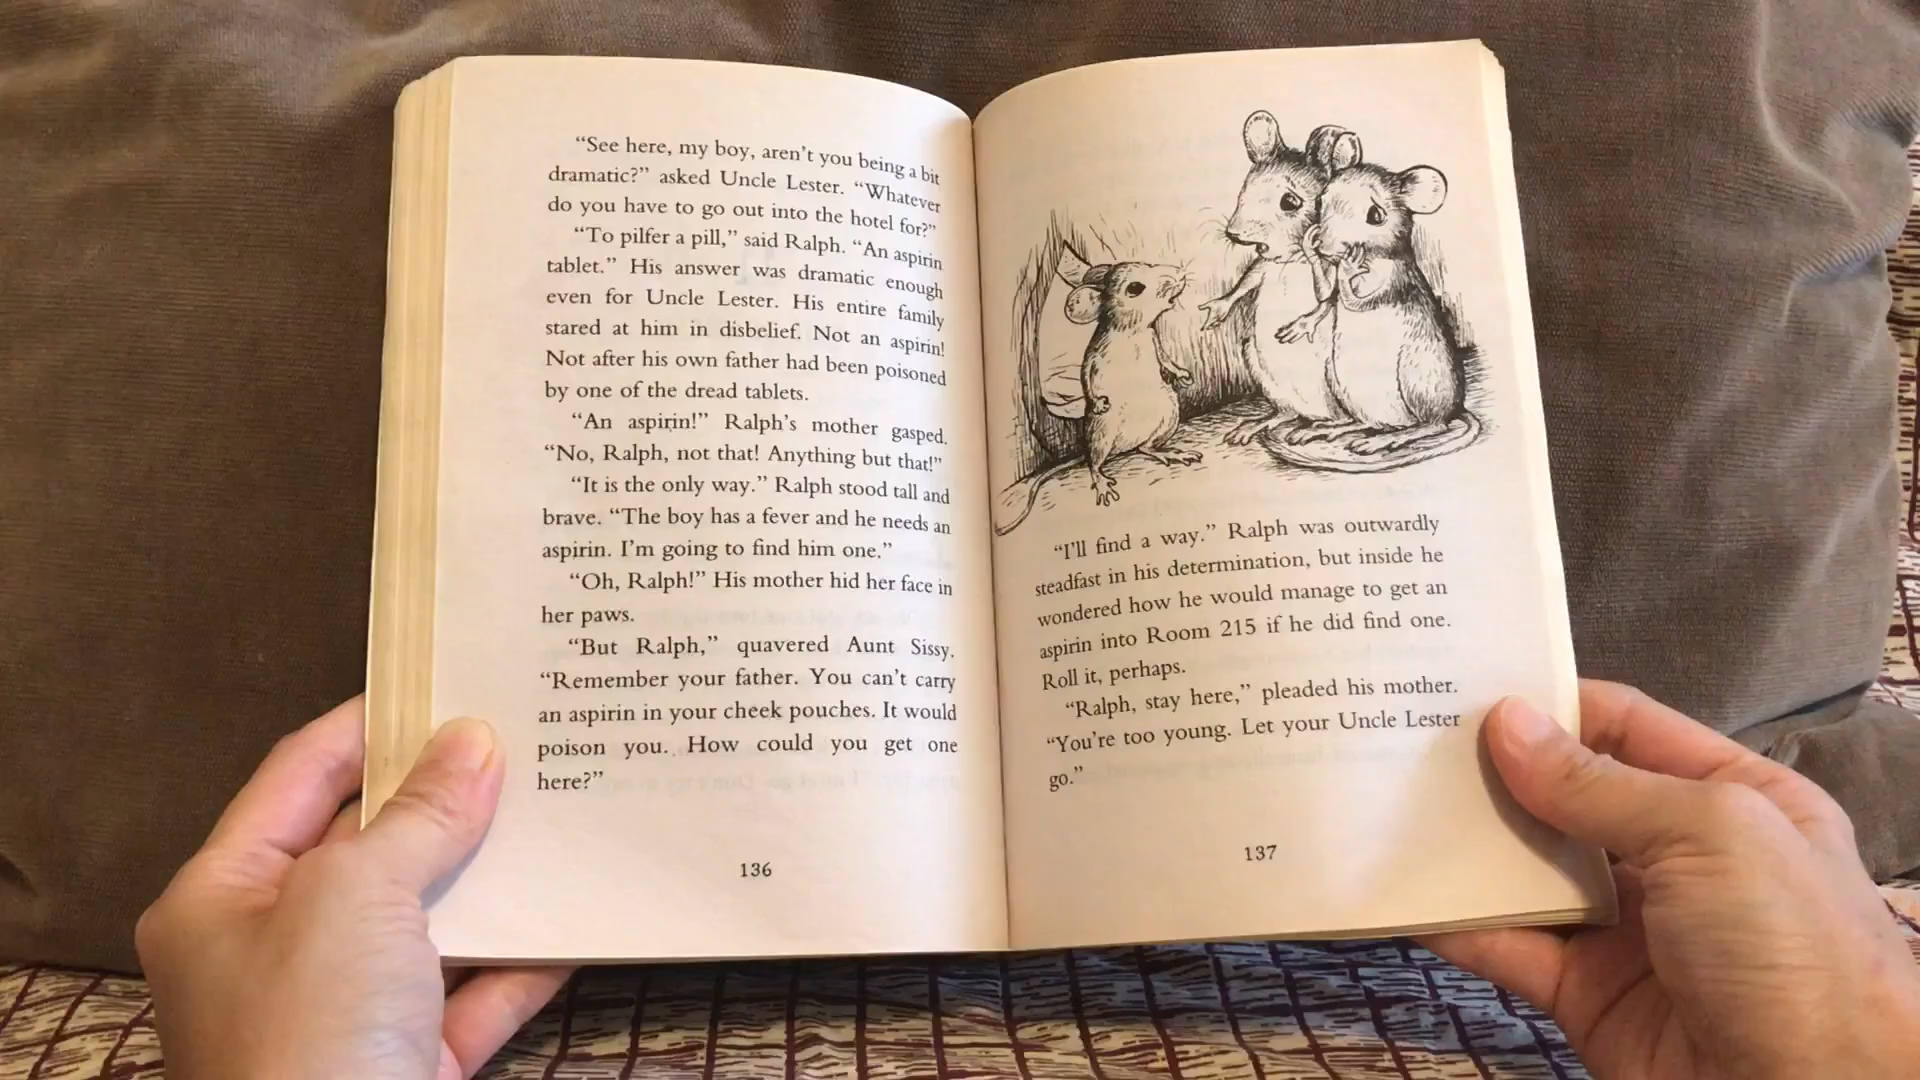 “See here, my boy, aren’t you being a bit
dramatic?” asked Uncle Lester. “Whatever
do you have to go out into the hotel for?”
“To pilfer a pill,” said Ralph. “An aspirin
tablet.” His answer was dramatic enough
even for Uncle Lester. His entire family
stared at him in disbelief. Not an aspirin!
Not after his own father had been poisoned
by one of the dread tablets.
“An aspirin!” Ralph’s mother gasped.
“No, Ralph, not that! Anything but that!”
“It is the only way.” Ralph stood tall and
brave. “The boy has a fever and he needs an
aspirin. I’m going to find him one.”
“Oh, Ralph!” His mother hid her face in
her paws.
“But Ralph,” quavered Aunt Sissy.
“Remember your father. You can’t carry
an aspirin in your cheek pouches. It would
poison you. How could you get one
here?”
136
“I’ll find a way.” Ralph was outwardly
steadfast in his determination, but inside he
wondered how he would manage to get an
aspirin into Room 215 if he did find one.
Roll it, perhaps.
“Ralph, stay here,” pleaded his mother.
“You’re too young. Let your Uncle Lester
go.”
137